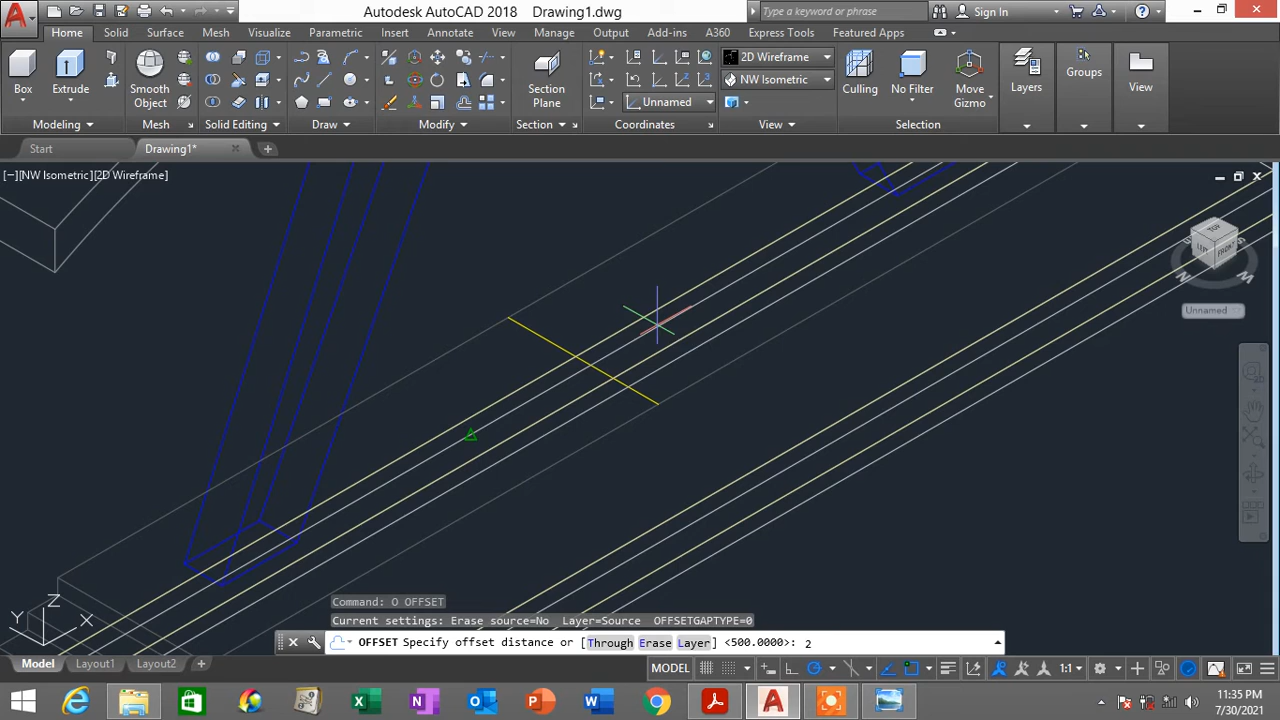 Autodesk AutoCAD 2018 Drawing1.dwg
Type a keyword or phrase
Sign In
Home Solid Surface Mesh Visualize Parametric Insert Annotate View Manage Output Add-ins A360 Express Tools Featured Apps
2D Wireframe
NW Isometric
Unnamed
Box Extrude Smooth Object Section Plane Culling No Filter Move Gizmo Layers Groups View
Modeling Mesh Solid Editing Draw Modify Section Coordinates View Selection
Start Drawing1*
[−][NW Isometric][2D Wireframe]
TOP
FRONT
N
Unnamed
Z
Y X
Command: O OFFSET
Current settings: Erase source=No Layer=Source OFFSETGAPTYPE=0
OFFSET Specify offset distance or [Through Erase Layer] <500.0000>: 2
Model Layout1 Layout2 MODEL 1:1
11:35 PM
7/30/2021